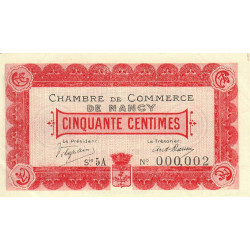 CHAMBRE DE COMMERCE
DE NANCY
CINQUANTE CENTIMES
Le Président
Le Trésorier
Sie 5A
No 000,002